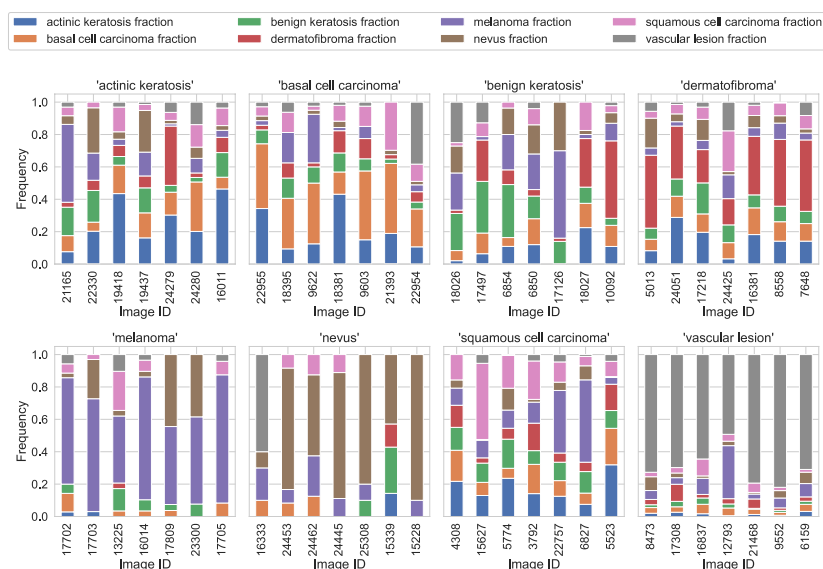 actinic keratosis fraction benign keratosis fraction melanoma fraction squamous cell carcinoma fraction
basal cell carcinoma fraction dermatofibroma fraction nevus fraction vascular lesion fraction
'actinic keratosis' 'basal cell carcinoma' 'benign keratosis' 'dermatofibroma'
1.0
0.8
0.6
0.4
0.2
0.0
Frequency
21165 22330 19418 19437 24279 24280 16011
22955 18395 9622 18381 9603 21393 22954
18026 17497 6854 6850 17126 18027 10092
5013 24051 17218 24425 16381 8558 7648
Image ID Image ID Image ID Image ID
'melanoma' 'nevus' 'squamous cell carcinoma' 'vascular lesion'
1.0
0.8
0.6
0.4
0.2
0.0
Frequency
17702 17703 13225 16014 17809 23300 17705
16333 24453 24462 24445 25308 15338 15228
4308 15627 5774 3792 22757 6827 5523
8473 17308 16837 12793 21468 9552 6159
Image ID Image ID Image ID Image ID